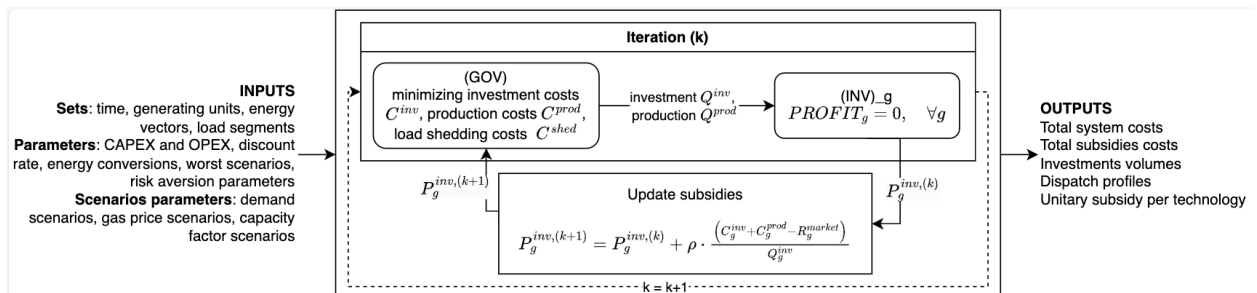 INPUTS
Sets: time, generating units, energy
vectors, load segments
Parameters: CAPEX and OPEX, discount
rate, energy conversions, worst scenarios,
risk aversion parameters
Scenarios parameters: demand
scenarios, gas price scenarios, capacity
factor scenarios
Iteration (k)
(GOV)
minimizing investment costs
C^{inv}, production costs C^{prod},
load shedding costs C^{shed}
investment Q^{inv},
production Q^{prod}
(INV)_g
PROFIT_g = 0, ∀g
P_g^{inv,(k+1)}
Update subsidies
P_g^{inv,(k+1)} = P_g^{inv,(k)} + ρ · (C_g^{inv}+C_g^{prod}−R_g^{market}) / Q_g^{inv}
P_g^{inv,(k)}
k = k+1
OUTPUTS
Total system costs
Total subsidies costs
Investments volumes
Dispatch profiles
Unitary subsidy per technology